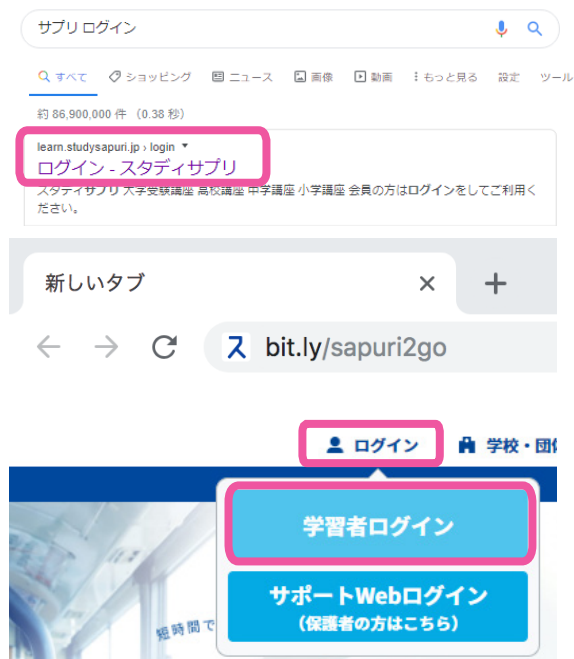 サプリ ログイン
すべて ショッピング ニュース 画像 動画 もっと見る 設定 ツール
約 86,900,000 件 （0.38 秒）
learn.studysapuri.jp › login
ログイン - スタディサプリ
スタディサプリ 大学受験講座 高校講座 中学講座 小学講座 会員の方はログインをしてご利用く
ださい。
新しいタブ
ス bit.ly/sapuri2go
ログイン 学校・団体
学習者ログイン
サポートWebログイン
（保護者の方はこちら）
短時間で